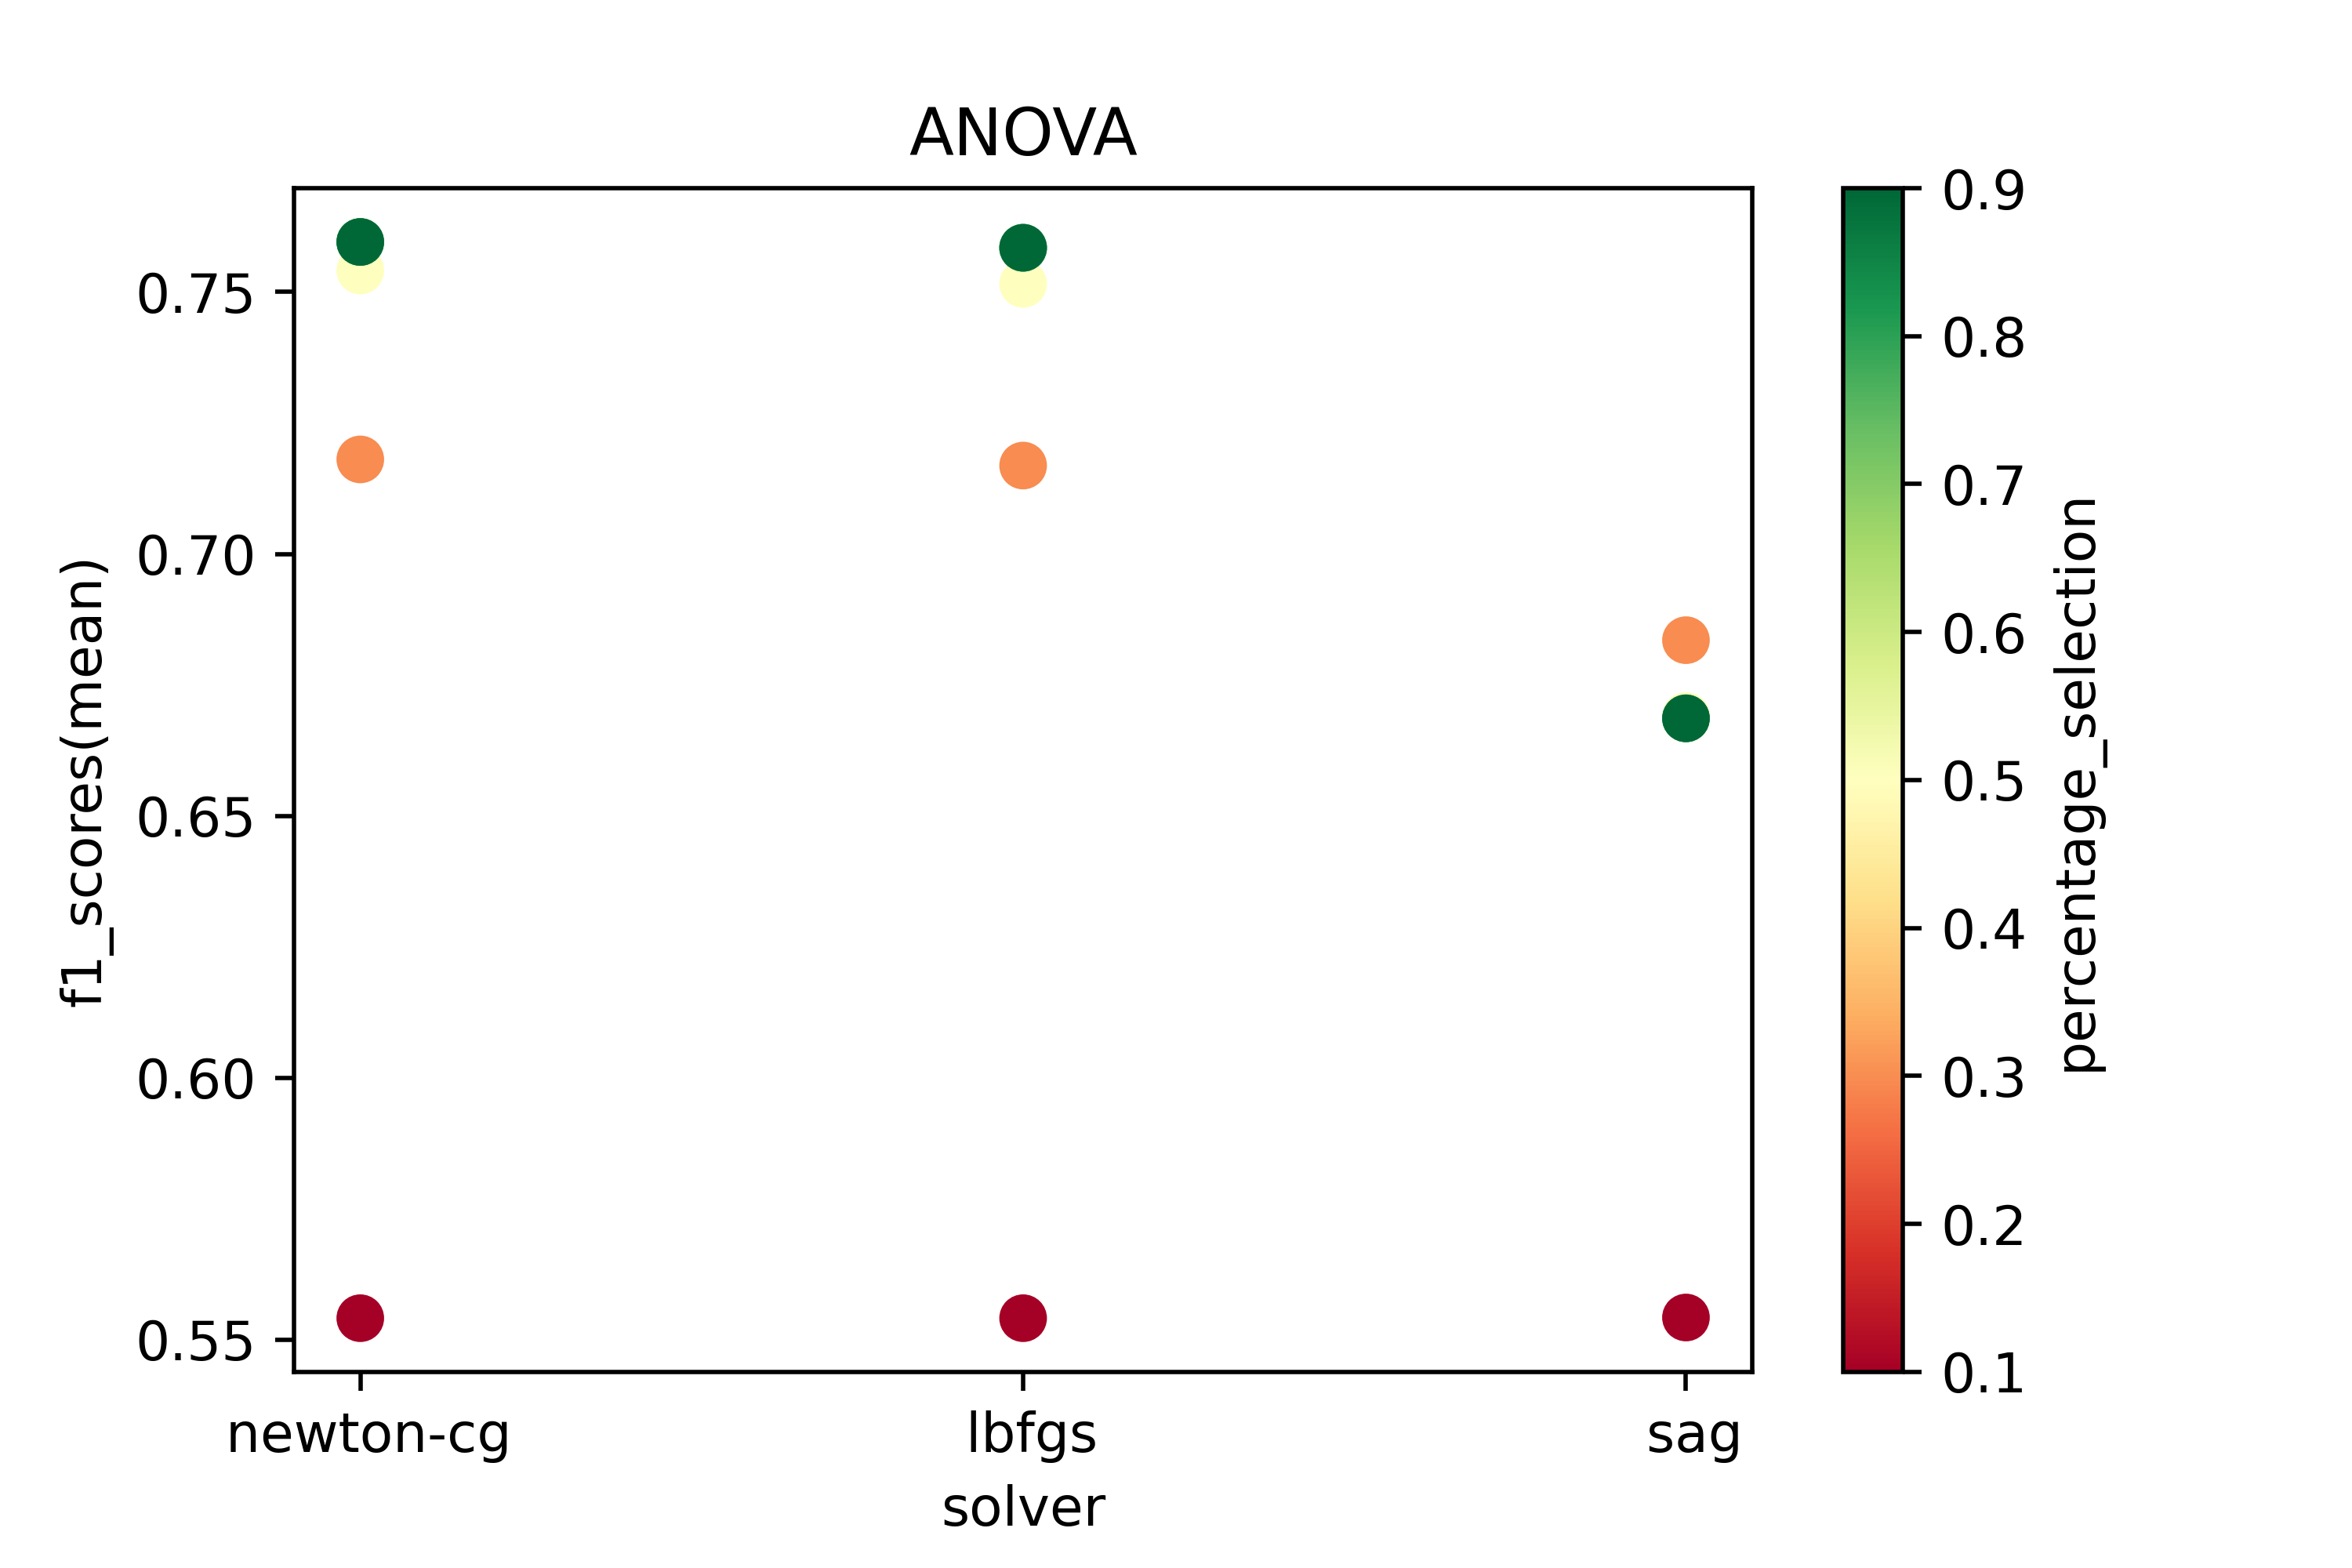 ANOVA
f1_scores(mean)
0.75
0.70
0.65
0.60
0.55
newton-cg
lbfgs
sag
solver
0.9
0.8
0.7
0.6
0.5
0.4
0.3
0.2
0.1
percentage_selection